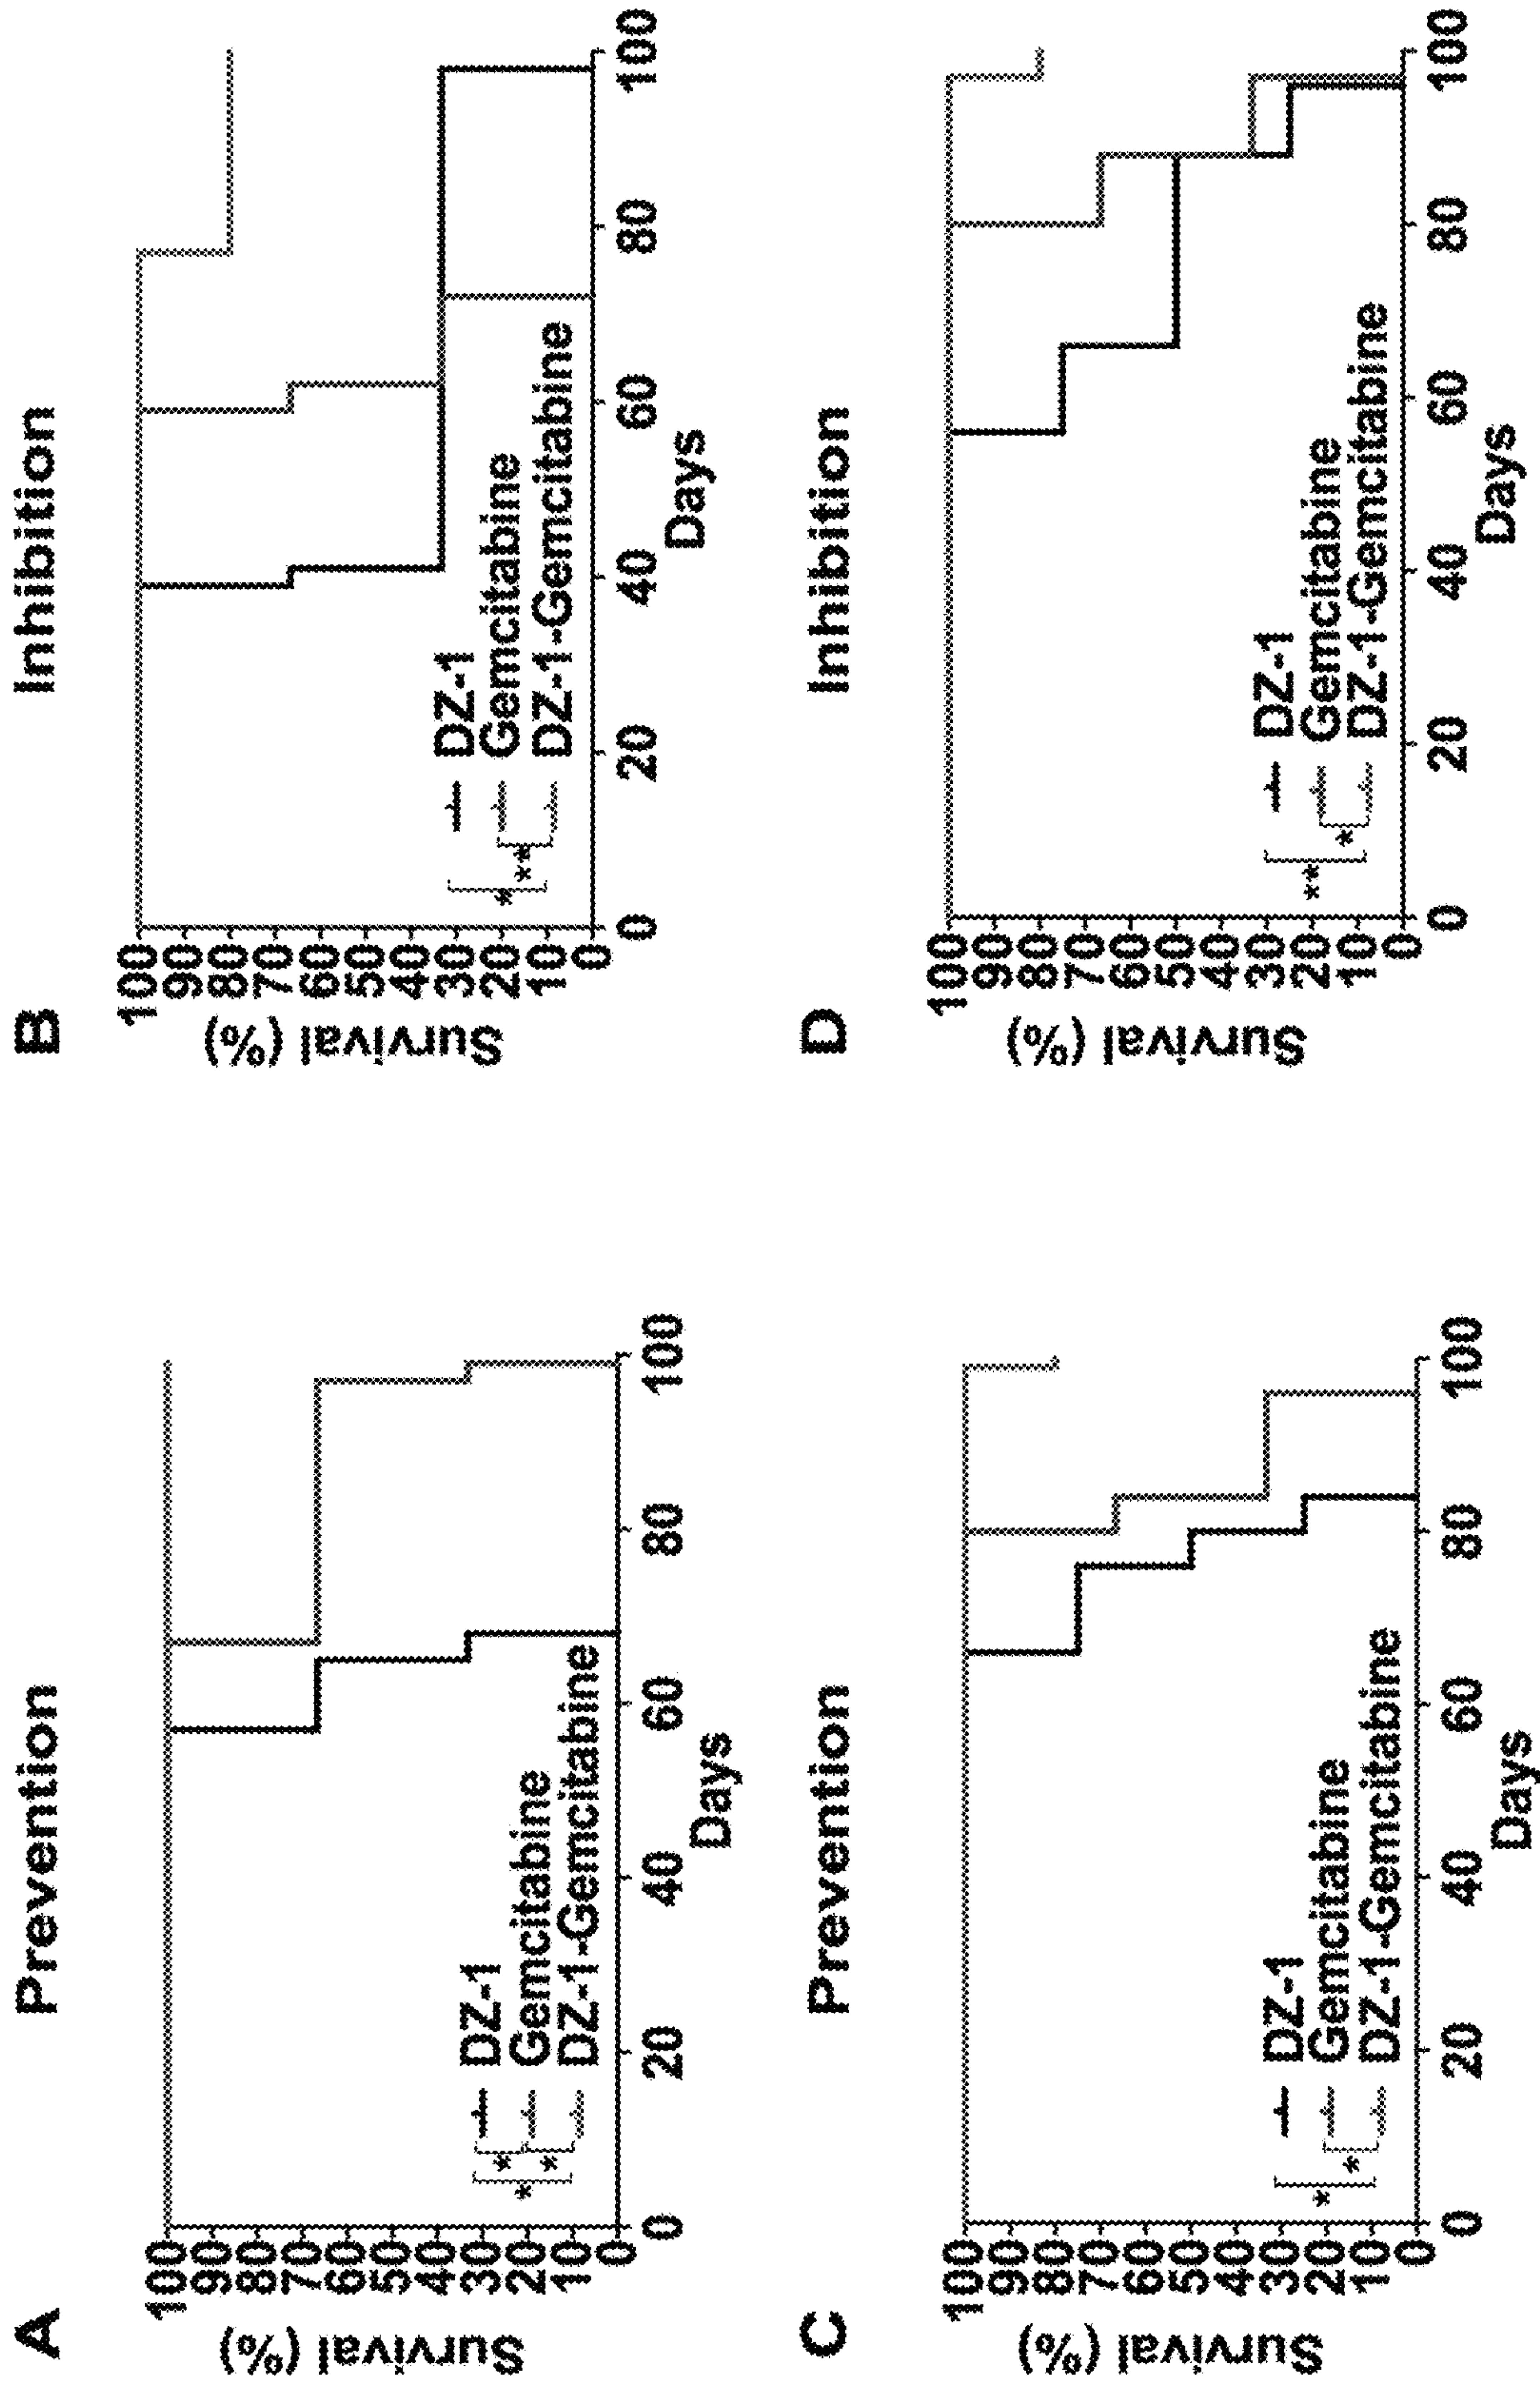 A
Prevention
Survival (%)
100
90
80
70
60
50
40
30
20
10
0
* DZ-1
* Gemcitabine
* DZ-1-Gemcitabine
0 20 40 60 80 100
Days
B
Inhibition
Survival (%)
100
90
80
70
60
50
40
30
20
10
0
DZ-1
* Gemcitabine
** DZ-1-Gemcitabine
0 20 40 60 80 100
Days
C
Prevention
Survival (%)
100
90
80
70
60
50
40
30
20
10
0
DZ-1
* Gemcitabine
* DZ-1-Gemcitabine
0 20 40 60 80 100
Days
D
Inhibition
Survival (%)
100
90
80
70
60
50
40
30
20
10
0
DZ-1
** Gemcitabine
* DZ-1-Gemcitabine
0 20 40 60 80 100
Days